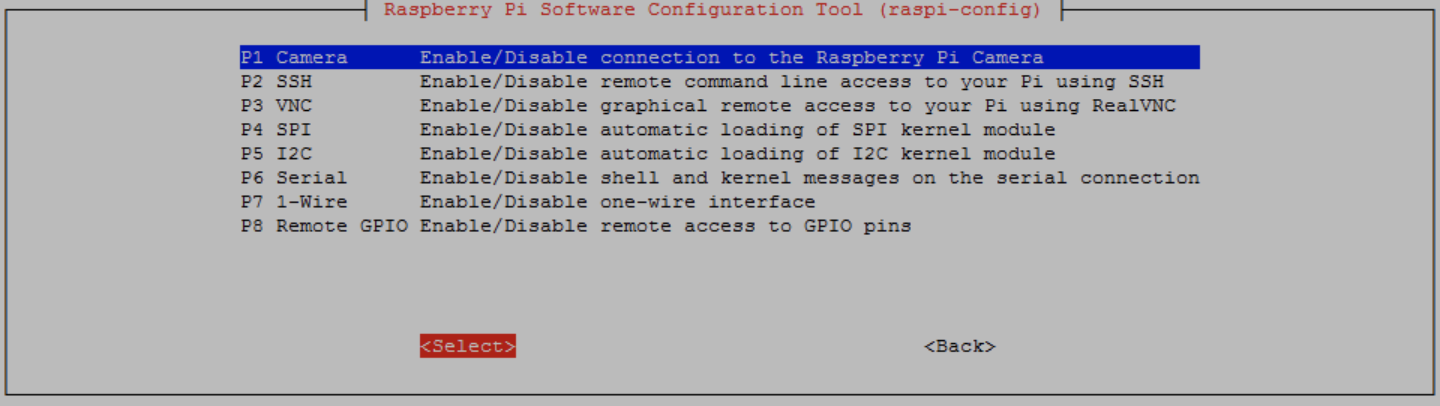 Raspberry Pi Software Configuration Tool (raspi-config)
P1 Camera Enable/Disable connection to the Raspberry Pi Camera
P2 SSH Enable/Disable remote command line access to your Pi using SSH
P3 VNC Enable/Disable graphical remote access to your Pi using RealVNC
P4 SPI Enable/Disable automatic loading of SPI kernel module
P5 I2C Enable/Disable automatic loading of I2C kernel module
P6 Serial Enable/Disable shell and kernel messages on the serial connection
P7 1-Wire Enable/Disable one-wire interface
P8 Remote GPIO Enable/Disable remote access to GPIO pins
<Select> <Back>